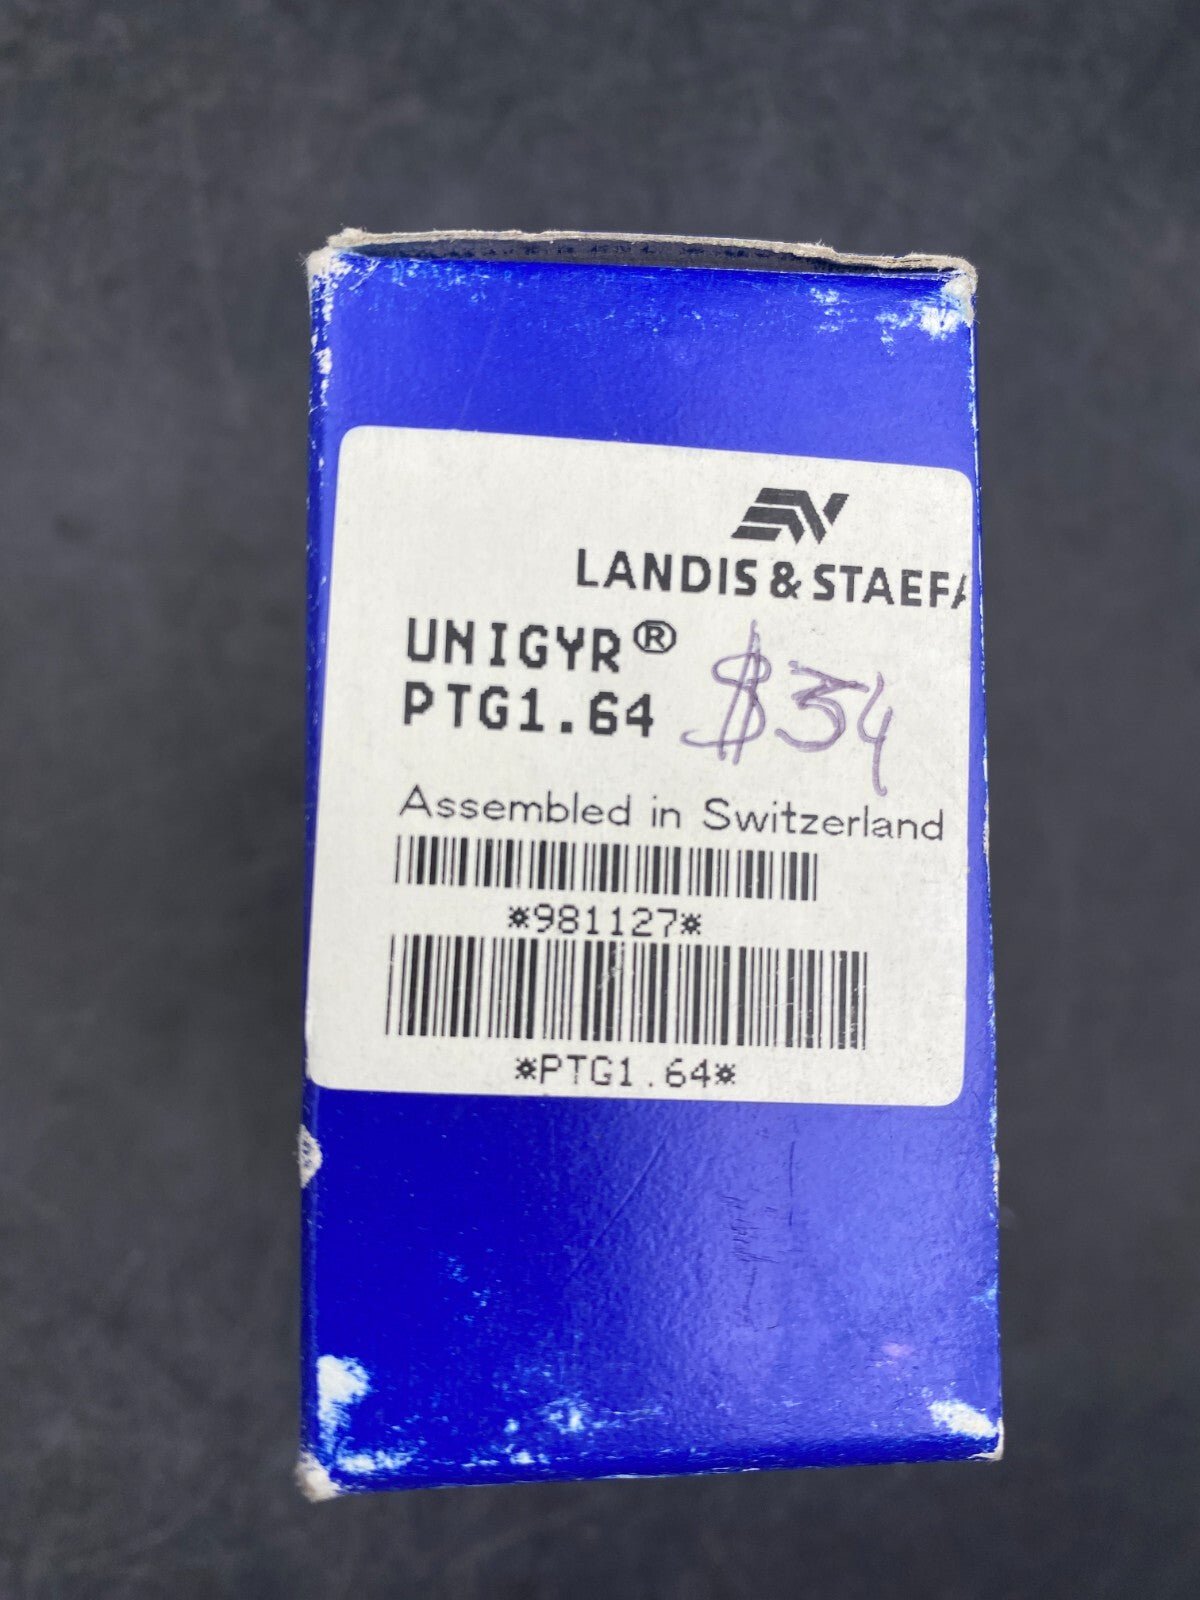 LANDIS & STAEFA
UNIGYR®
PTG1.64 $34
Assembled in Switzerland
*981127*
*PTG1.64*